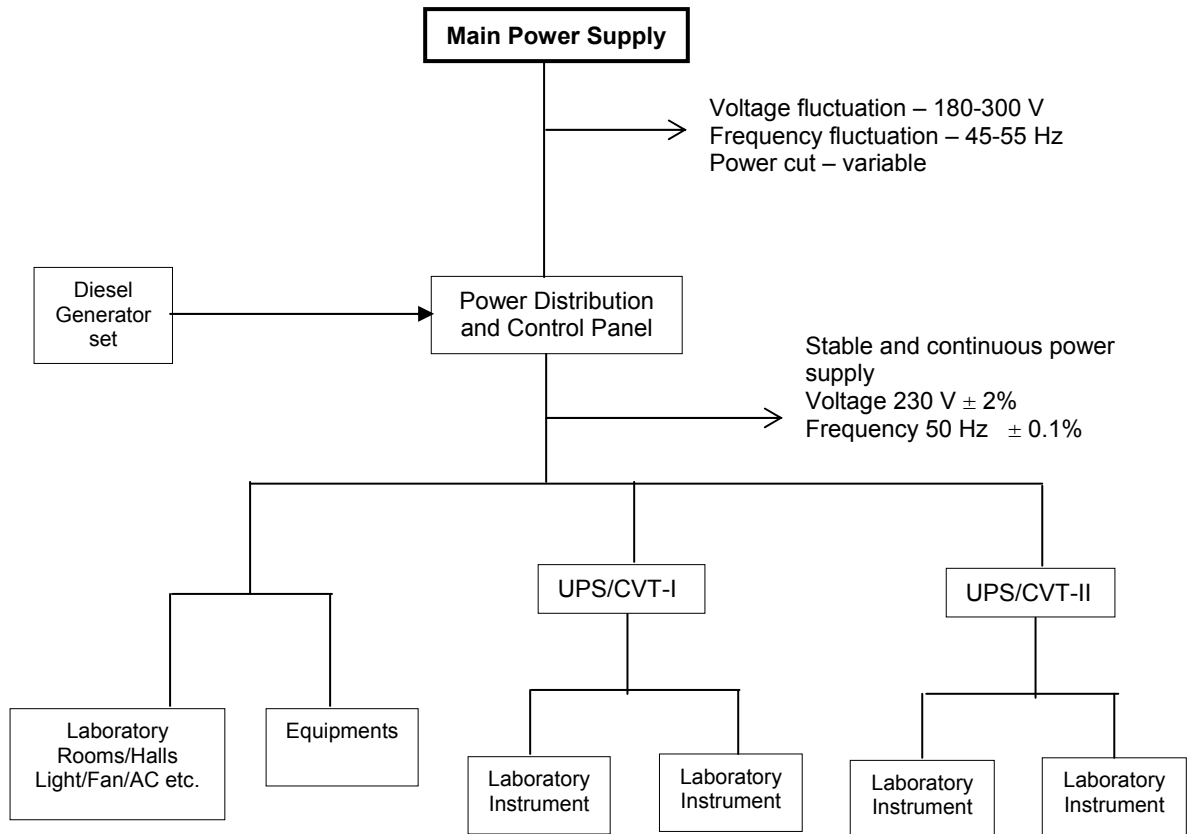 Main Power Supply
Voltage fluctuation – 180-300 V
Frequency fluctuation – 45-55 Hz
Power cut – variable
Diesel
Generator
set
Power Distribution
and Control Panel
Stable and continuous power
supply
Voltage 230 V ± 2%
Frequency 50 Hz ± 0.1%
UPS/CVT-I
UPS/CVT-II
Laboratory
Rooms/Halls
Light/Fan/AC etc.
Equipments
Laboratory
Instrument
Laboratory
Instrument
Laboratory
Instrument
Laboratory
Instrument